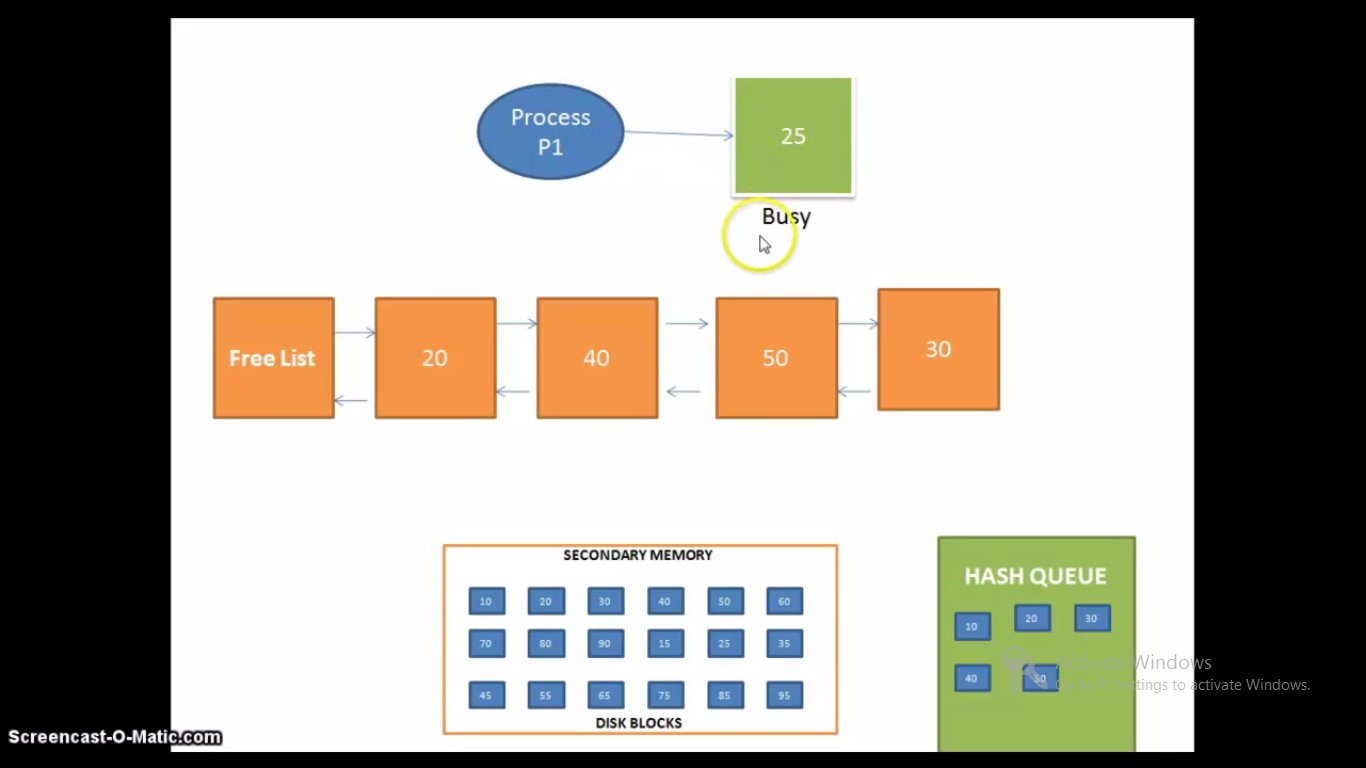 Process
P1
25
Busy
Free List
20
40
50
30
SECONDARY MEMORY
10 20 30 40 50 60
70 80 90 15 25 35
45 55 65 75 85 95
DISK BLOCKS
HASH QUEUE
10 20 30
40 50
Activate Windows
settings to activate Windows.
Screencast-O-Matic.com